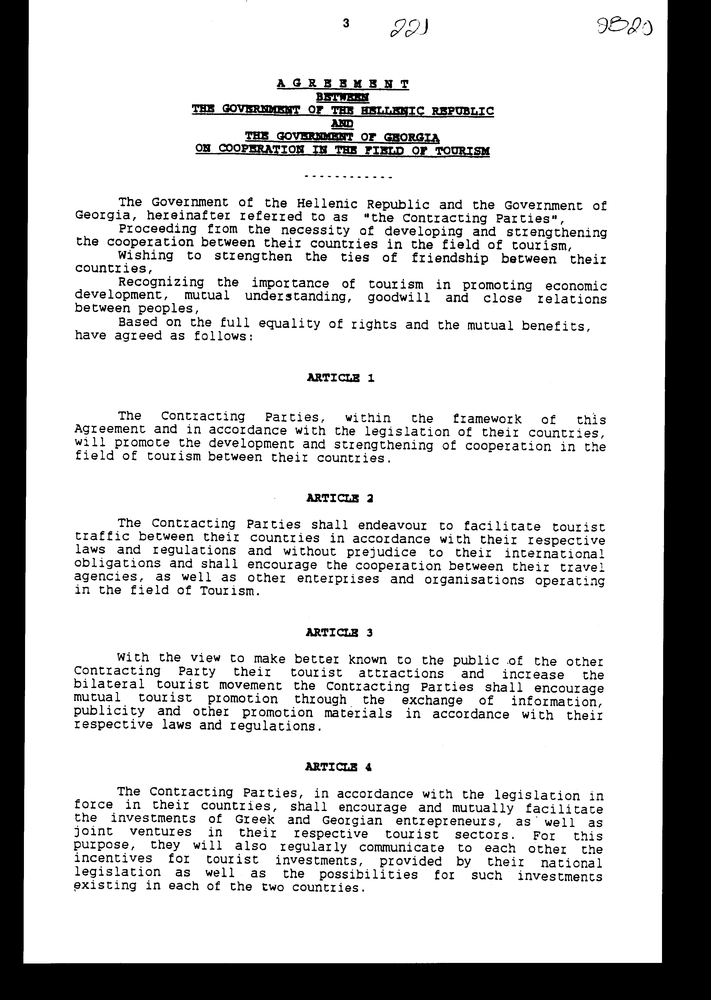 3 221
A G R E E M E N T
BETWEEN
THE GOVERNMENT OF THE HELLENIC REPUBLIC
AND
THE GOVERNMENT OF GEORGIA
ON COOPERATION IN THE FIELD OF TOURISM
------------
The Government of the Hellenic Republic and the Government of
Georgia, hereinafter referred to as "the Contracting Parties",
Proceeding from the necessity of developing and strengthening
the cooperation between their countries in the field of tourism,
Wishing to strengthen the ties of friendship between their
countries,
Recognizing the importance of tourism in promoting economic
development, mutual understanding, goodwill and close relations
between peoples,
Based on the full equality of rights and the mutual benefits,
have agreed as follows:
ARTICLE 1
The Contracting Parties, within the framework of this
Agreement and in accordance with the legislation of their countries,
will promote the development and strengthening of cooperation in the
field of tourism between their countries.
ARTICLE 2
The Contracting Parties shall endeavour to facilitate tourist
traffic between their countries in accordance with their respective
laws and regulations and without prejudice to their international
obligations and shall encourage the cooperation between their travel
agencies, as well as other enterprises and organisations operating
in the field of Tourism.
ARTICLE 3
With the view to make better known to the public of the other
Contracting Party their tourist attractions and increase the
bilateral tourist movement the Contracting Parties shall encourage
mutual tourist promotion through the exchange of information,
publicity and other promotion materials in accordance with their
respective laws and regulations.
ARTICLE 4
The Contracting Parties, in accordance with the legislation in
force in their countries, shall encourage and mutually facilitate
the investments of Greek and Georgian entrepreneurs, as well as
joint ventures in their respective tourist sectors. For this
purpose, they will also regularly communicate to each other the
incentives for tourist investments, provided by their national
legislation as well as the possibilities for such investments
existing in each of the two countries.